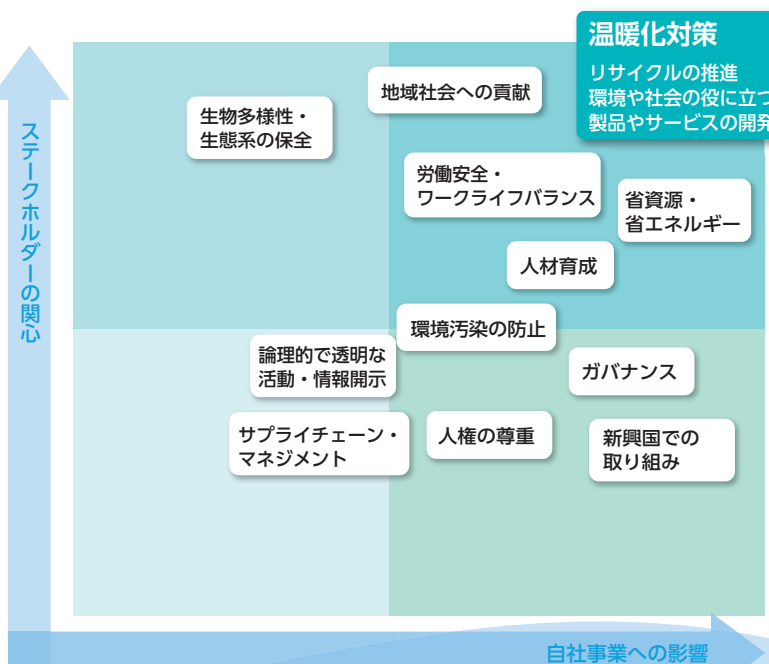 温暖化対策
リサイクルの推進
環境や社会の役に立つ
製品やサービスの開発
地域社会への貢献
生物多様性・
生態系の保全
労働安全・
ワークライフバランス
省資源・
省エネルギー
人材育成
環境汚染の防止
論理的で透明な
活動・情報開示
ガバナンス
サプライチェーン・
マネジメント
人権の尊重
新興国での
取り組み
ステークホルダーの関心
自社事業への影響